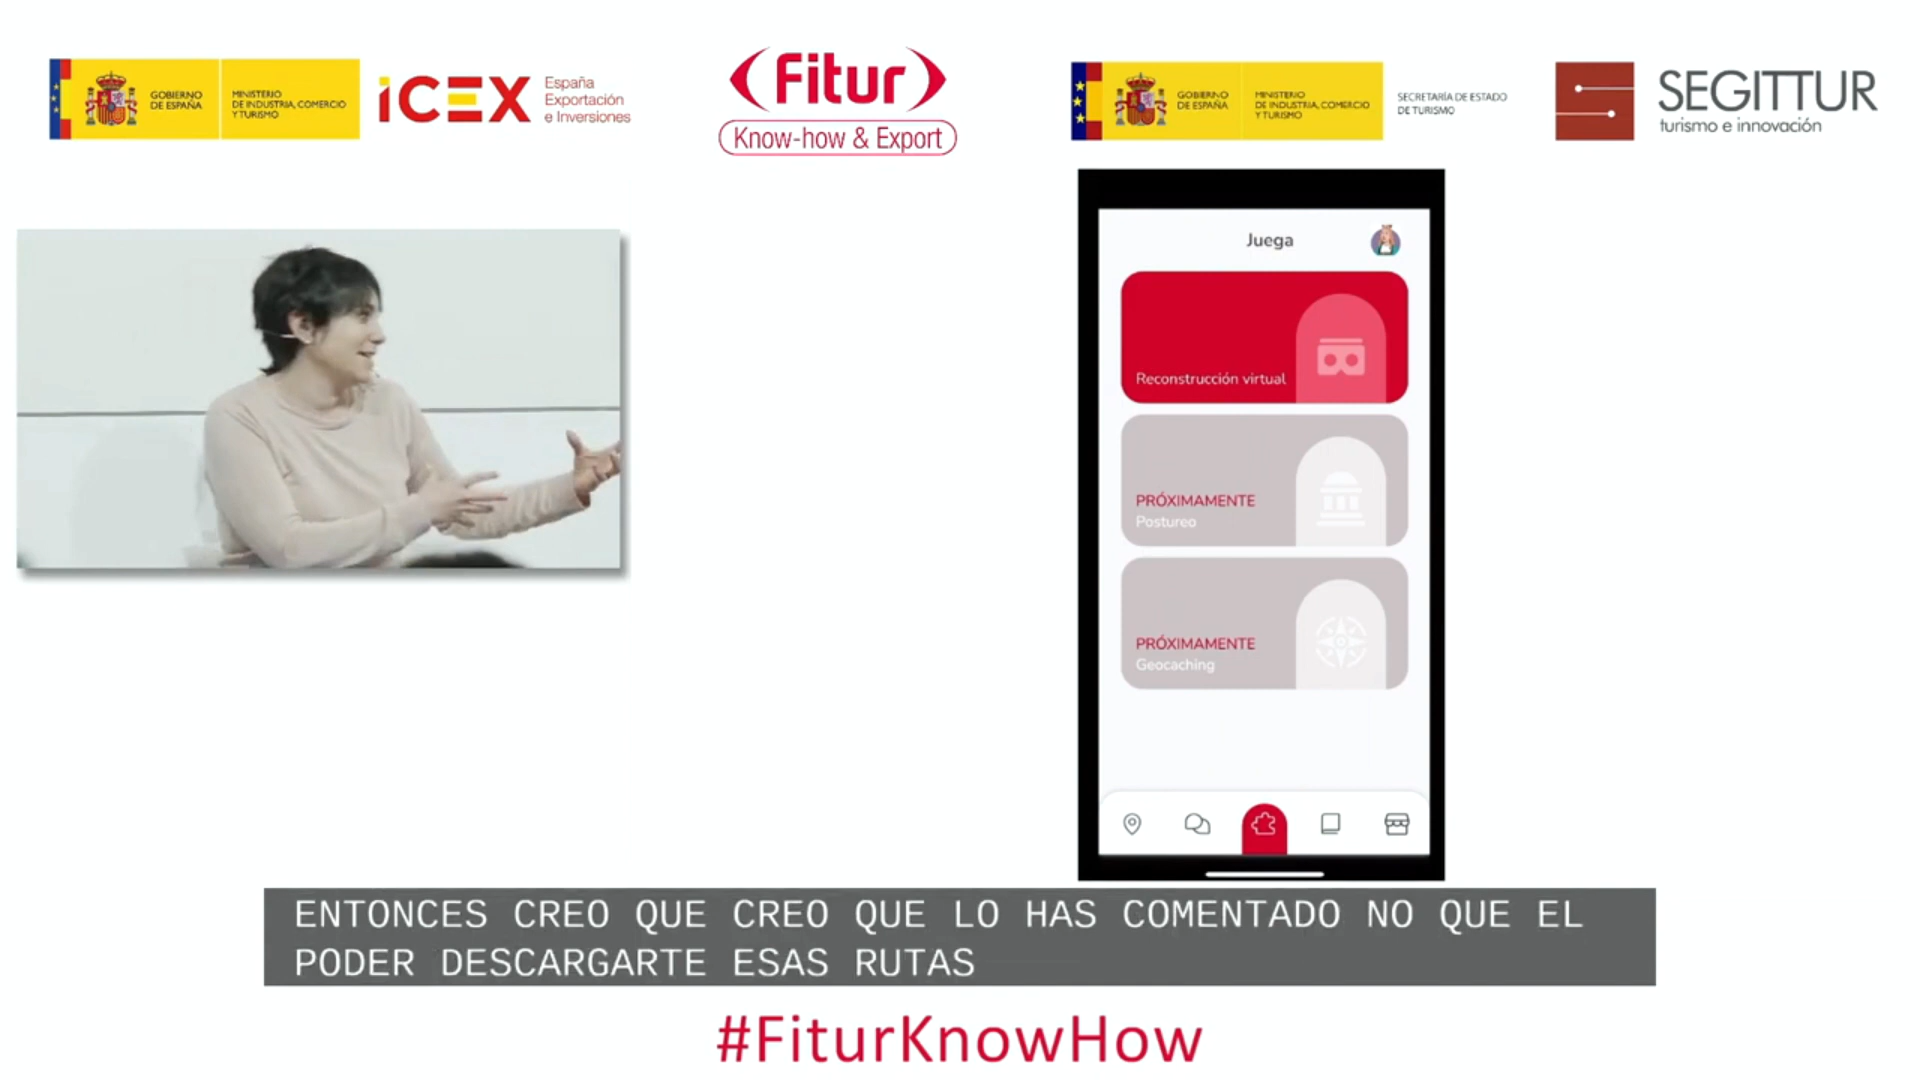 GOBIERNO
DE ESPAÑA
MINISTERIO
DE INDUSTRIA, COMERCIO
Y TURISMO
iCEX
España
Exportación
e Inversiones
Fitur
Know-how & Export
GOBIERNO
DE ESPAÑA
MINISTERIO
DE INDUSTRIA, COMERCIO
Y TURISMO
SECRETARÍA DE ESTADO
DE TURISMO
SEGITTUR
turismo e innovación
Juega
Reconstrucción virtual
PRÓXIMAMENTE
Postureo
PRÓXIMAMENTE
Geocaching
ENTONCES CREO QUE CREO QUE LO HAS COMENTADO NO QUE EL
PODER DESCARGARTE ESAS RUTAS
#FiturKnowHow